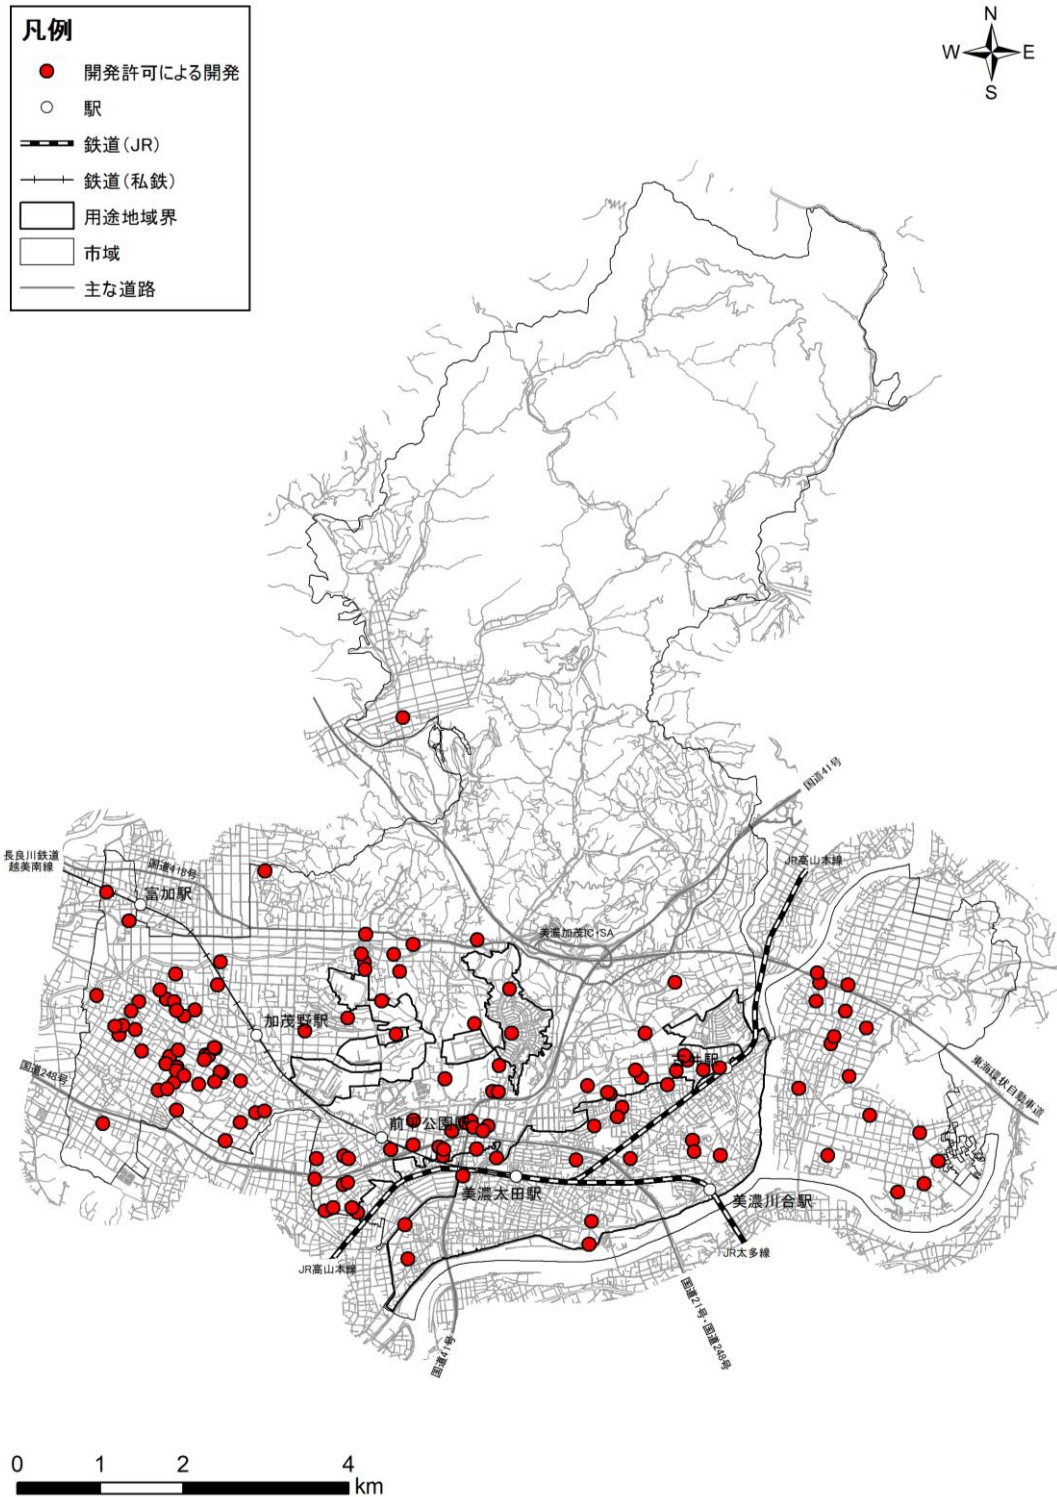 凡例
開発許可による開発
駅
鉄道(JR)
鉄道(私鉄)
用途地域界
市域
主な道路
N
W
E
S
国道41号
長良川鉄道
越美南線
国道418号
富加駅
JR高山本線
美濃加茂IC・SA
加茂野駅
古井駅
国道248号
東海環状自動車道
前平公園駅
美濃太田駅
美濃川合駅
JR高山本線
JR太多線
国道41号
国道21号・国道248号
0
1
2
4
km